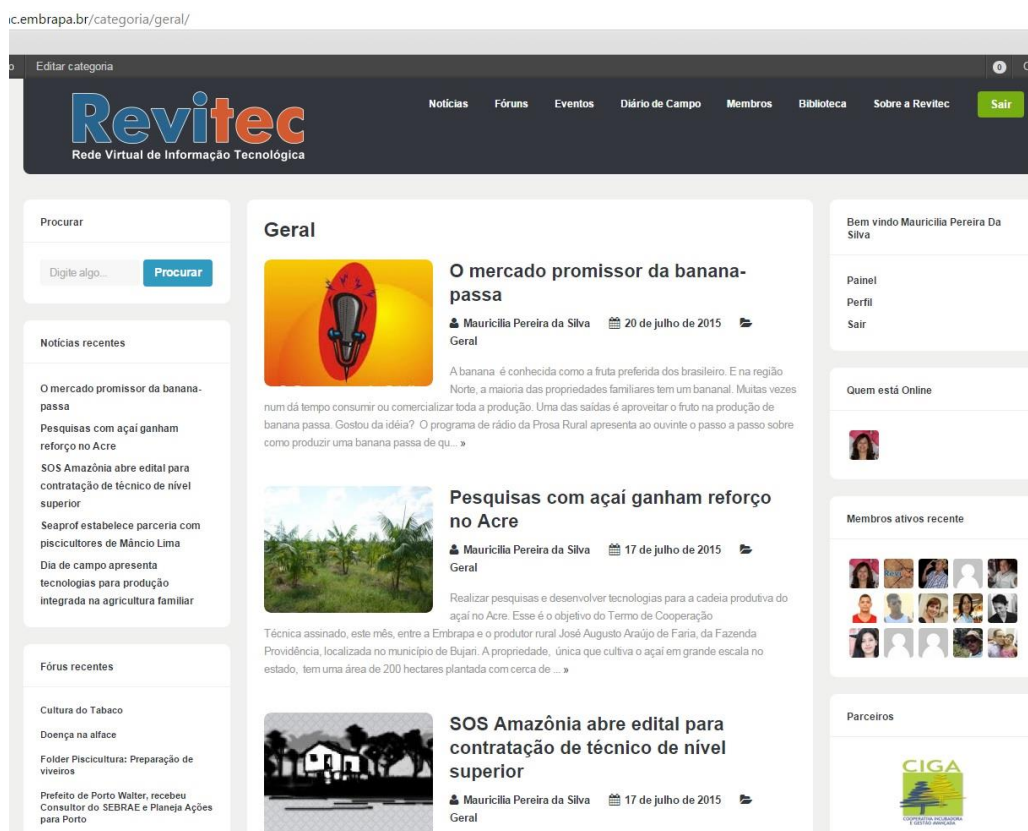 c.embrapa.br/categoria/geral/
Editar categoria
0
Revitec
Rede Virtual de Informação Tecnológica
Notícias
Fóruns
Eventos
Diário de Campo
Membros
Biblioteca
Sobre a Revitec
Sair
Procurar
Digite algo...
Procurar
Notícias recentes
O mercado promissor da banana-
passa
Pesquisas com açaí ganham
reforço no Acre
SOS Amazônia abre edital para
contratação de técnico de nível
superior
Seaprof estabelece parceria com
piscicultores de Mâncio Lima
Dia de campo apresenta
tecnologias para produção
integrada na agricultura familiar
Fórus recentes
Cultura do Tabaco
Doença na alface
Folder Piscicultura: Preparação de
viveiros
Prefeito de Porto Walter, recebeu
Consultor do SEBRAE e Planeja Ações
para Porto
Geral
O mercado promissor da banana-
passa
Mauricilia Pereira da Silva 20 de julho de 2015
Geral
A banana é conhecida como a fruta preferida dos brasileiro. E na região
Norte, a maioria das propriedades familiares tem um bananal. Muitas vezes
num dá tempo consumir ou comercializar toda a produção. Uma das saídas é aproveitar o fruto na produção de
banana passa. Gostou da idéia? O programa de rádio da Prosa Rural apresenta ao ouvinte o passo a passo sobre
como produzir uma banana passa de qu... »
Pesquisas com açaí ganham reforço
no Acre
Mauricilia Pereira da Silva 17 de julho de 2015
Geral
Realizar pesquisas e desenvolver tecnologias para a cadeia produtiva do
açaí no Acre. Esse é o objetivo do Termo de Cooperação
Técnica assinado, este mês, entre a Embrapa e o produtor rural José Augusto Araújo de Faria, da Fazenda
Providência, localizada no município de Bujari. A propriedade, única que cultiva o açaí em grande escala no
estado, tem uma área de 200 hectares plantada com cerca de ... »
SOS Amazônia abre edital para
contratação de técnico de nível
superior
Mauricilia Pereira da Silva 17 de julho de 2015
Geral
Bem vindo Mauricilia Pereira Da
Silva
Painel
Perfil
Sair
Quem está Online
Membros ativos recente
Parceiros
CIGA
COOPERATIVA INCUBADORA
E GESTÃO AVANÇADA